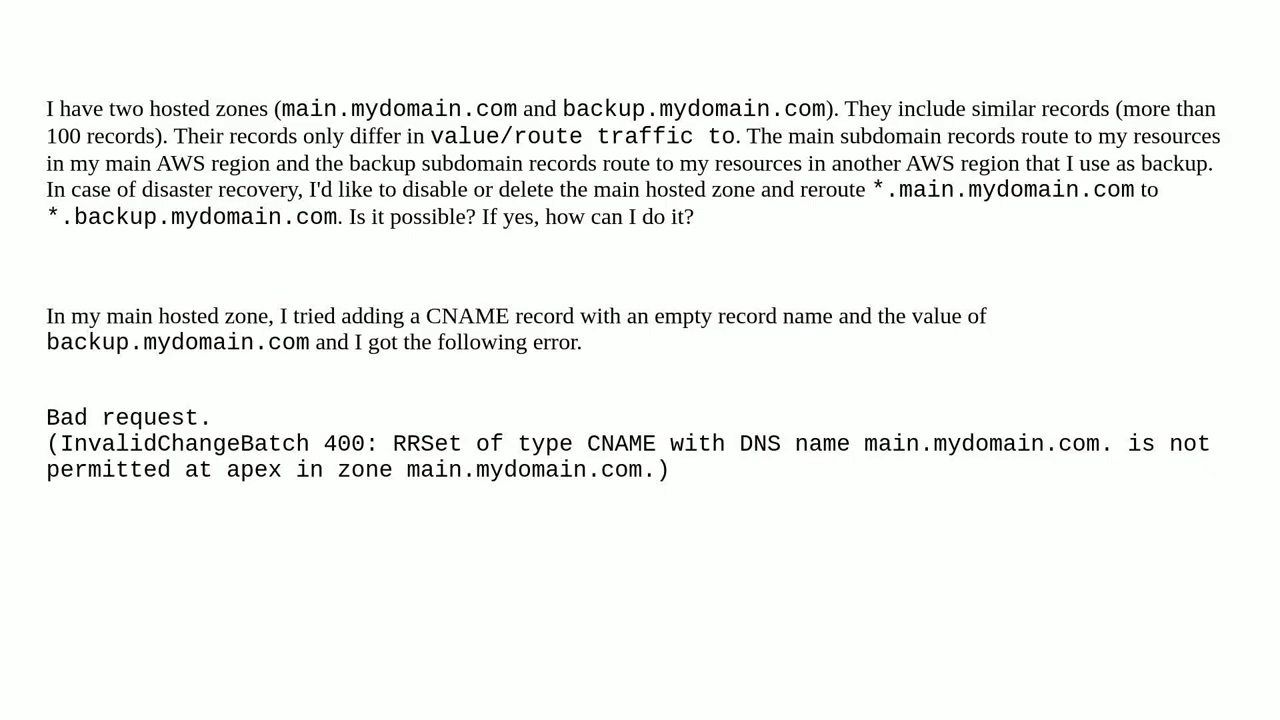 I have two hosted zones (main.mydomain.com and backup.mydomain.com). They include similar records (more than
100 records). Their records only differ in value/route traffic to. The main subdomain records route to my resources
in my main AWS region and the backup subdomain records route to my resources in another AWS region that I use as backup.
In case of disaster recovery, I'd like to disable or delete the main hosted zone and reroute *.main.mydomain.com to
*.backup.mydomain.com. Is it possible? If yes, how can I do it?
In my main hosted zone, I tried adding a CNAME record with an empty record name and the value of
backup.mydomain.com and I got the following error.
Bad request.
(InvalidChangeBatch 400: RRSet of type CNAME with DNS name main.mydomain.com. is not
permitted at apex in zone main.mydomain.com.)